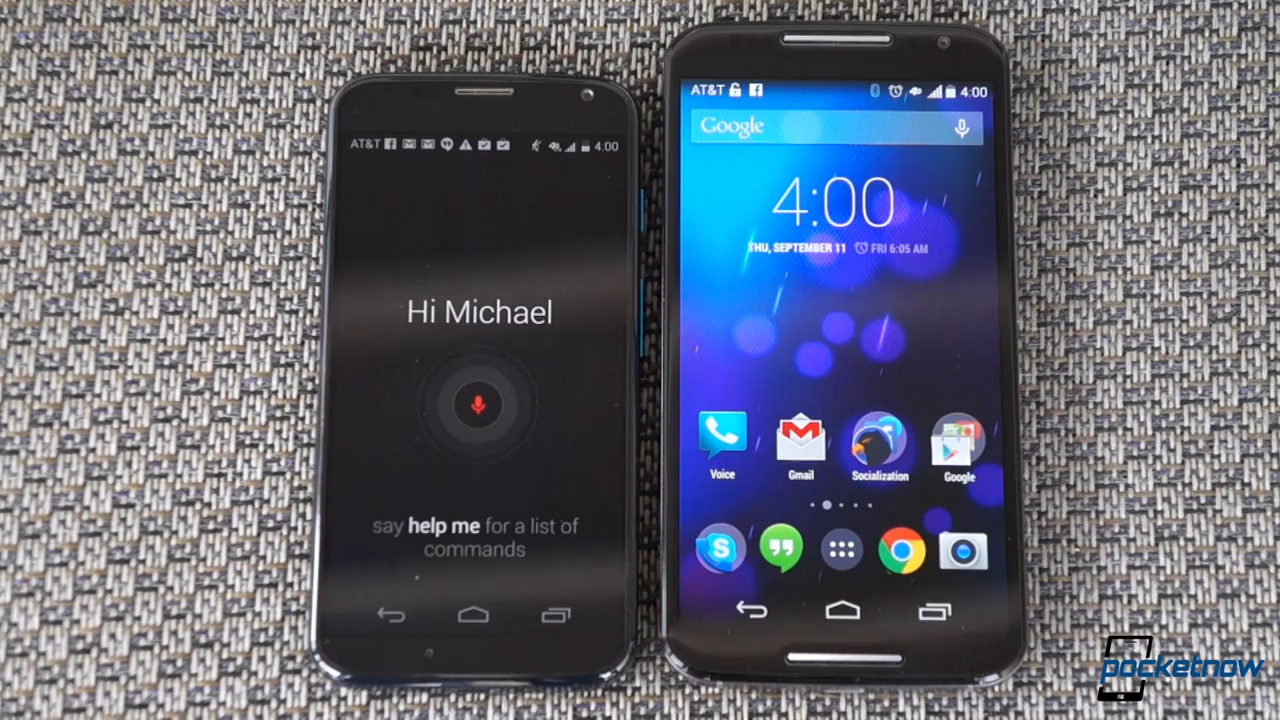 AT&T 4:00
Hi Michael
say help me for a list of
commands
AT&T 4:00
Google
4:00
THU, SEPTEMBER 11 FRI 6:05 AM
Voice Gmail Socialization Google
pocketnow